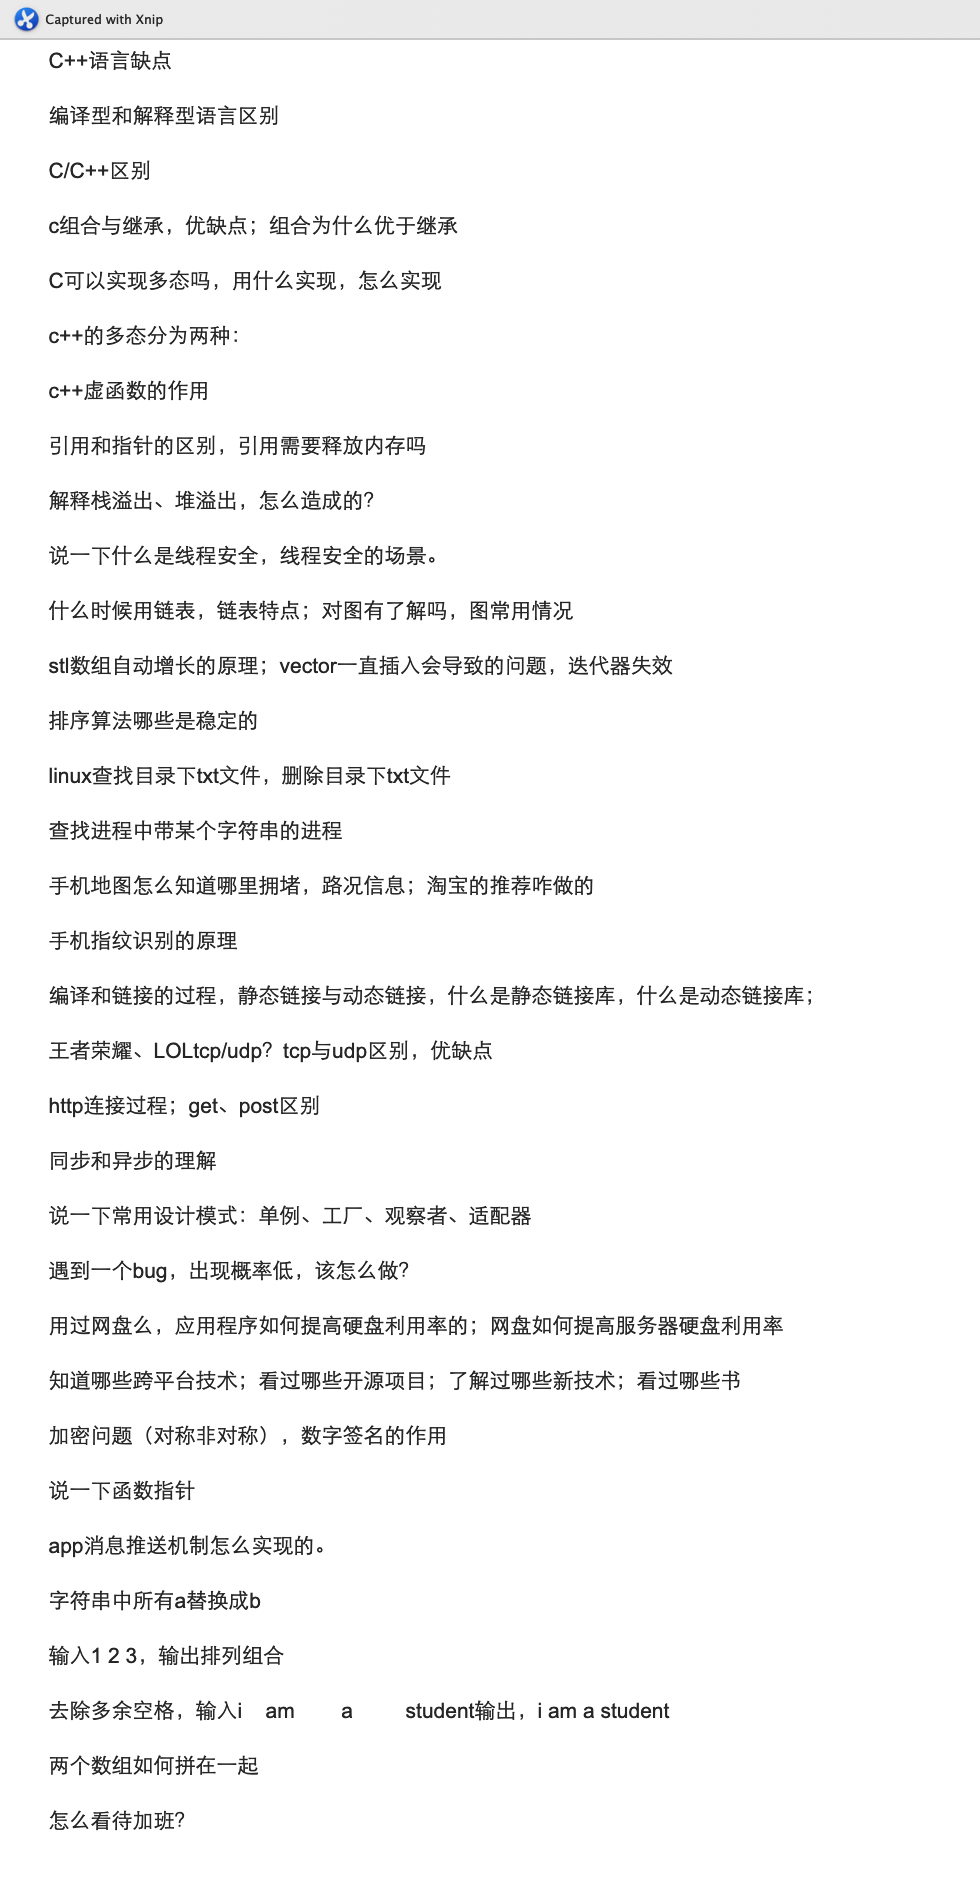 Captured with Xnip
C++语言缺点
编译型和解释型语言区别
C/C++区别
c组合与继承，优缺点；组合为什么优于继承
C可以实现多态吗，用什么实现，怎么实现
c++的多态分为两种：
c++虚函数的作用
引用和指针的区别，引用需要释放内存吗
解释栈溢出、堆溢出，怎么造成的？
说一下什么是线程安全，线程安全的场景。
什么时候用链表，链表特点；对图有了解吗，图常用情况
stl数组自动增长的原理；vector一直插入会导致的问题，迭代器失效
排序算法哪些是稳定的
linux查找目录下txt文件，删除目录下txt文件
查找进程中带某个字符串的进程
手机地图怎么知道哪里拥堵，路况信息；淘宝的推荐咋做的
手机指纹识别的原理
编译和链接的过程，静态链接与动态链接，什么是静态链接库，什么是动态链接库；
王者荣耀、LOLtcp/udp？tcp与udp区别，优缺点
http连接过程；get、post区别
同步和异步的理解
说一下常用设计模式：单例、工厂、观察者、适配器
遇到一个bug，出现概率低，该怎么做？
用过网盘么，应用程序如何提高硬盘利用率的；网盘如何提高服务器硬盘利用率
知道哪些跨平台技术；看过哪些开源项目；了解过哪些新技术；看过哪些书
加密问题（对称非对称），数字签名的作用
说一下函数指针
app消息推送机制怎么实现的。
字符串中所有a替换成b
输入1 2 3，输出排列组合
去除多余空格，输入i    am        a         student输出，i am a student
两个数组如何拼在一起
怎么看待加班？